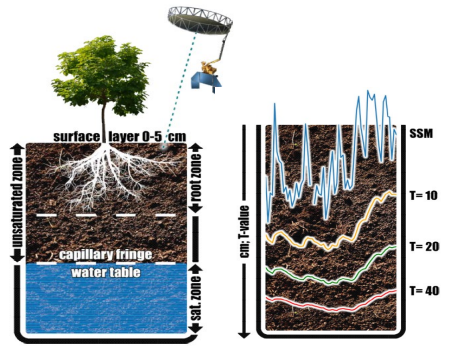 surface layer 0-5 cm
unsaturated zone
root zone
capillary fringe
water table
sat. zone
cm; T-value
SSM
T= 10
T= 20
T= 40